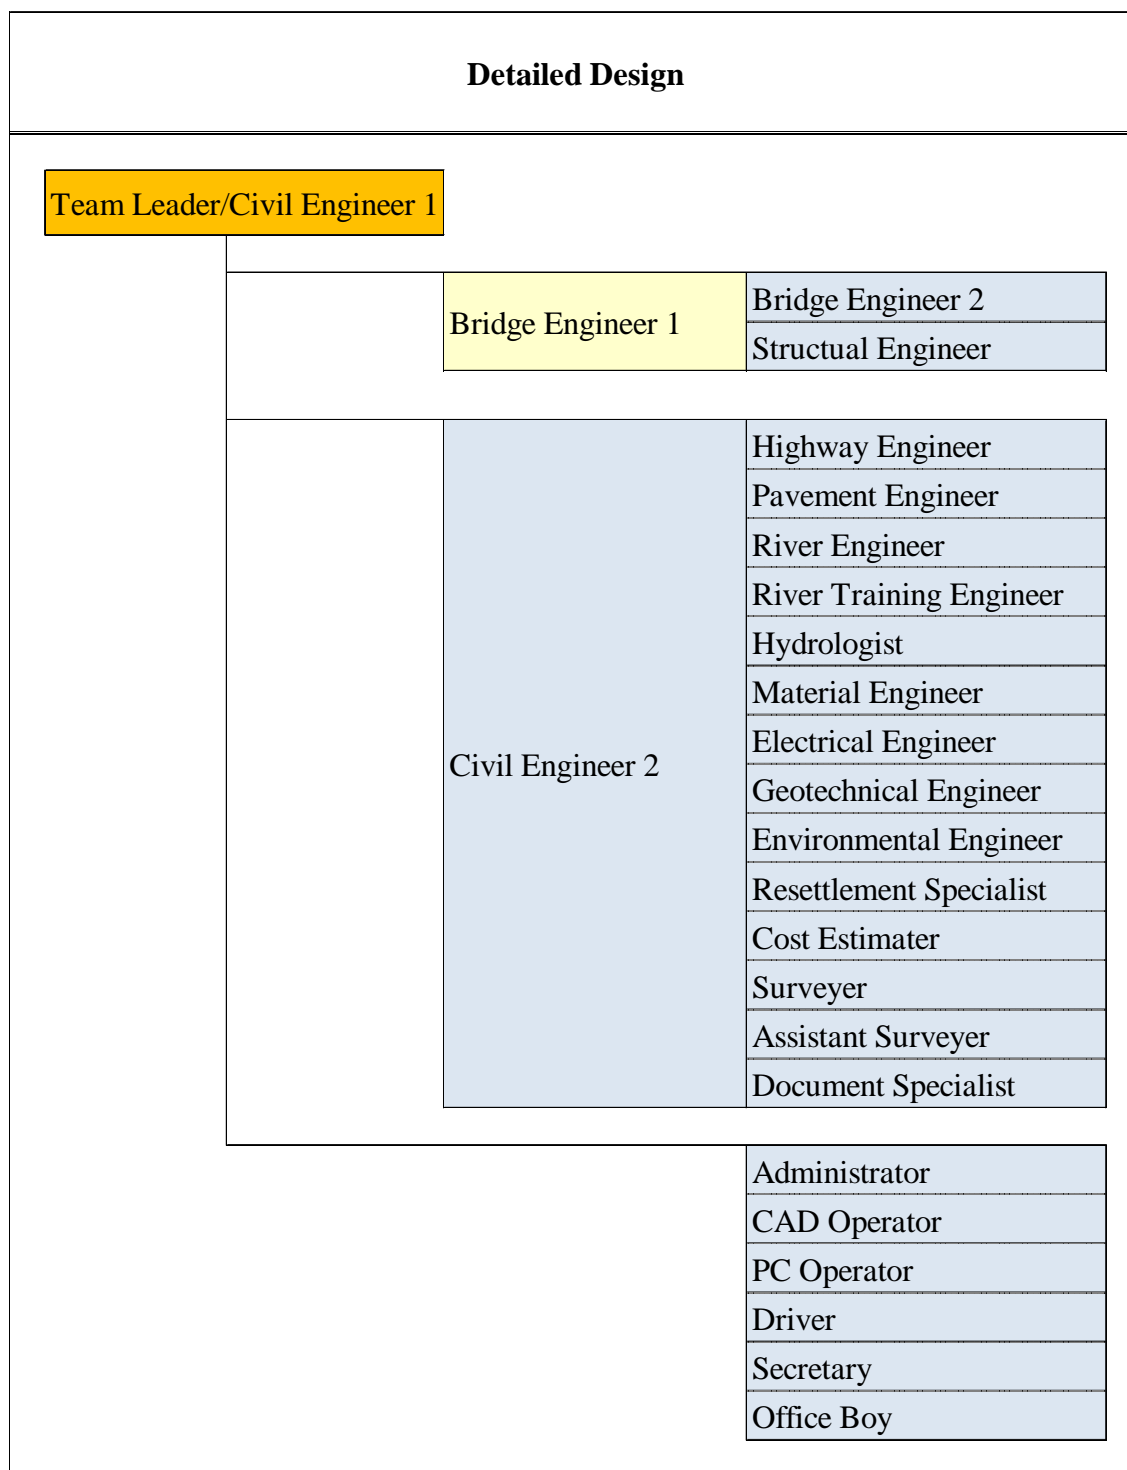 Detailed Design
Team Leader/Civil Engineer 1
Bridge Engineer 1
Bridge Engineer 2
Structual Engineer
Civil Engineer 2
Highway Engineer
Pavement Engineer
River Engineer
River Training Engineer
Hydrologist
Material Engineer
Electrical Engineer
Geotechnical Engineer
Environmental Engineer
Resettlement Specialist
Cost Estimater
Surveyer
Assistant Surveyer
Document Specialist
Administrator
CAD Operator
PC Operator
Driver
Secretary
Office Boy